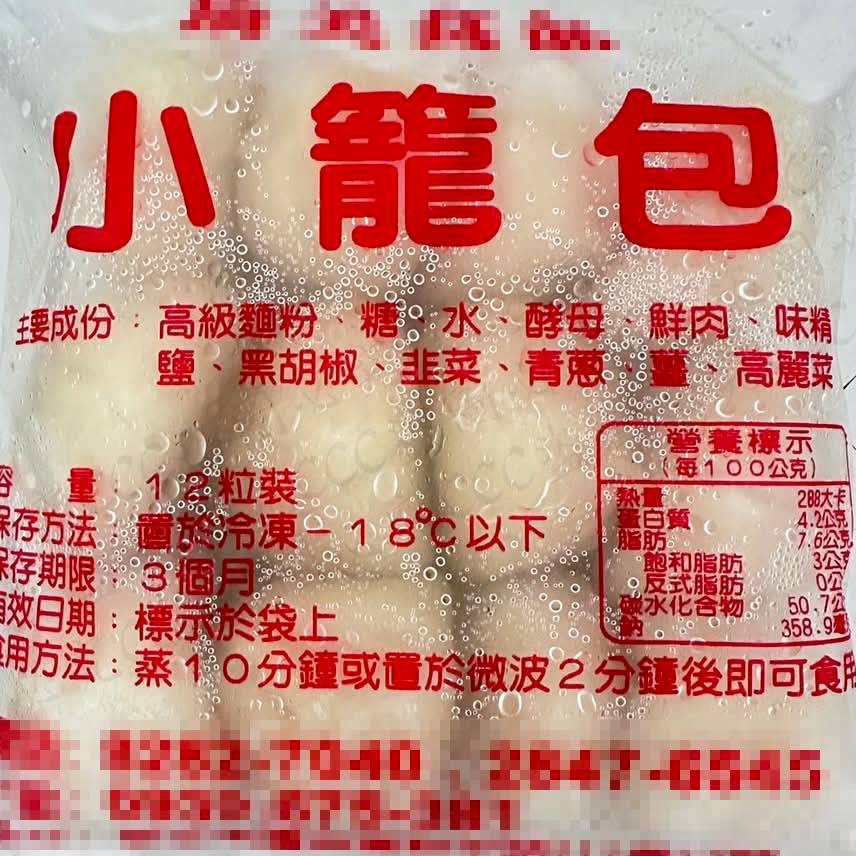 小籠包
主要成份：高級麵粉、糖、水、酵母、鮮肉、味精
鹽、黑胡椒、韭菜、青蔥、薑、高麗菜
容　量：12粒裝
保存方法：置於冷凍－18℃以下
保存期限：3個月
有效日期：標示於袋上
食用方法：蒸10分鐘或置於微波2分鐘後即可食用
營養標示
（每100公克）
熱量 288大卡
蛋白質 4.2公克
脂肪 7.6公克
飽和脂肪 3公克
反式脂肪 0公
碳水化合物 50.7公
鈉 358.9毫